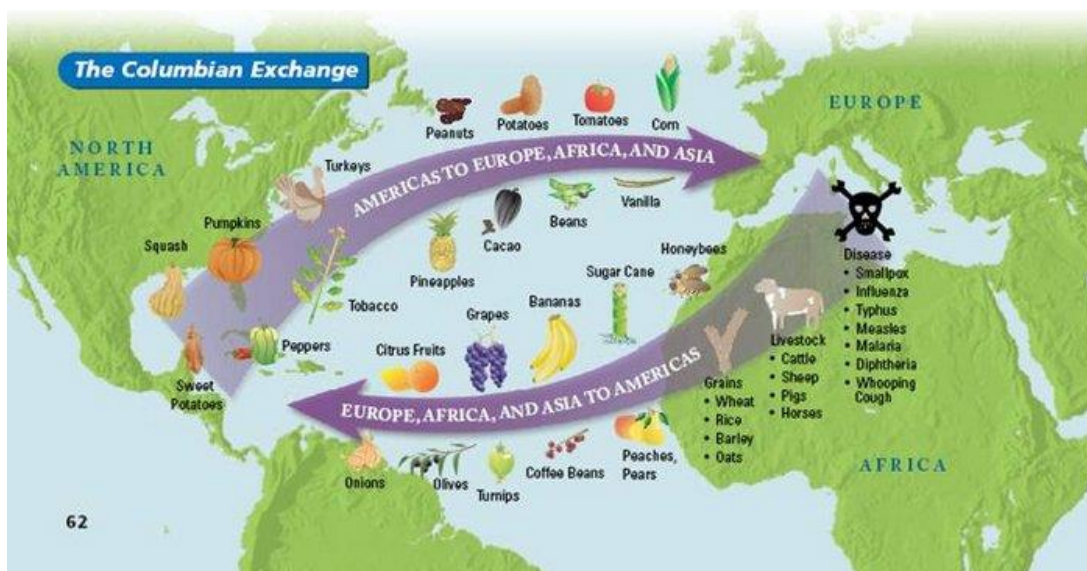 The Columbian Exchange
NORTH
AMERICA
EUROPE
AFRICA
AMERICAS TO EUROPE, AFRICA, AND ASIA
Peanuts
Potatoes
Tomatoes
Corn
Turkeys
Pumpkins
Squash
Cacao
Beans
Vanilla
Pineapples
Tobacco
Peppers
Sweet
Potatoes
EUROPE, AFRICA, AND ASIA TO AMERICAS
Honeybees
Sugar Cane
Bananas
Grapes
Citrus Fruits
Onions
Olives
Turnips
Coffee Beans
Peaches,
Pears
Grains
• Wheat
• Rice
• Barley
• Oats
Livestock
• Cattle
• Sheep
• Pigs
• Horses
Disease
• Smallpox
• Influenza
• Typhus
• Measles
• Malaria
• Diphtheria
• Whooping
Cough
62